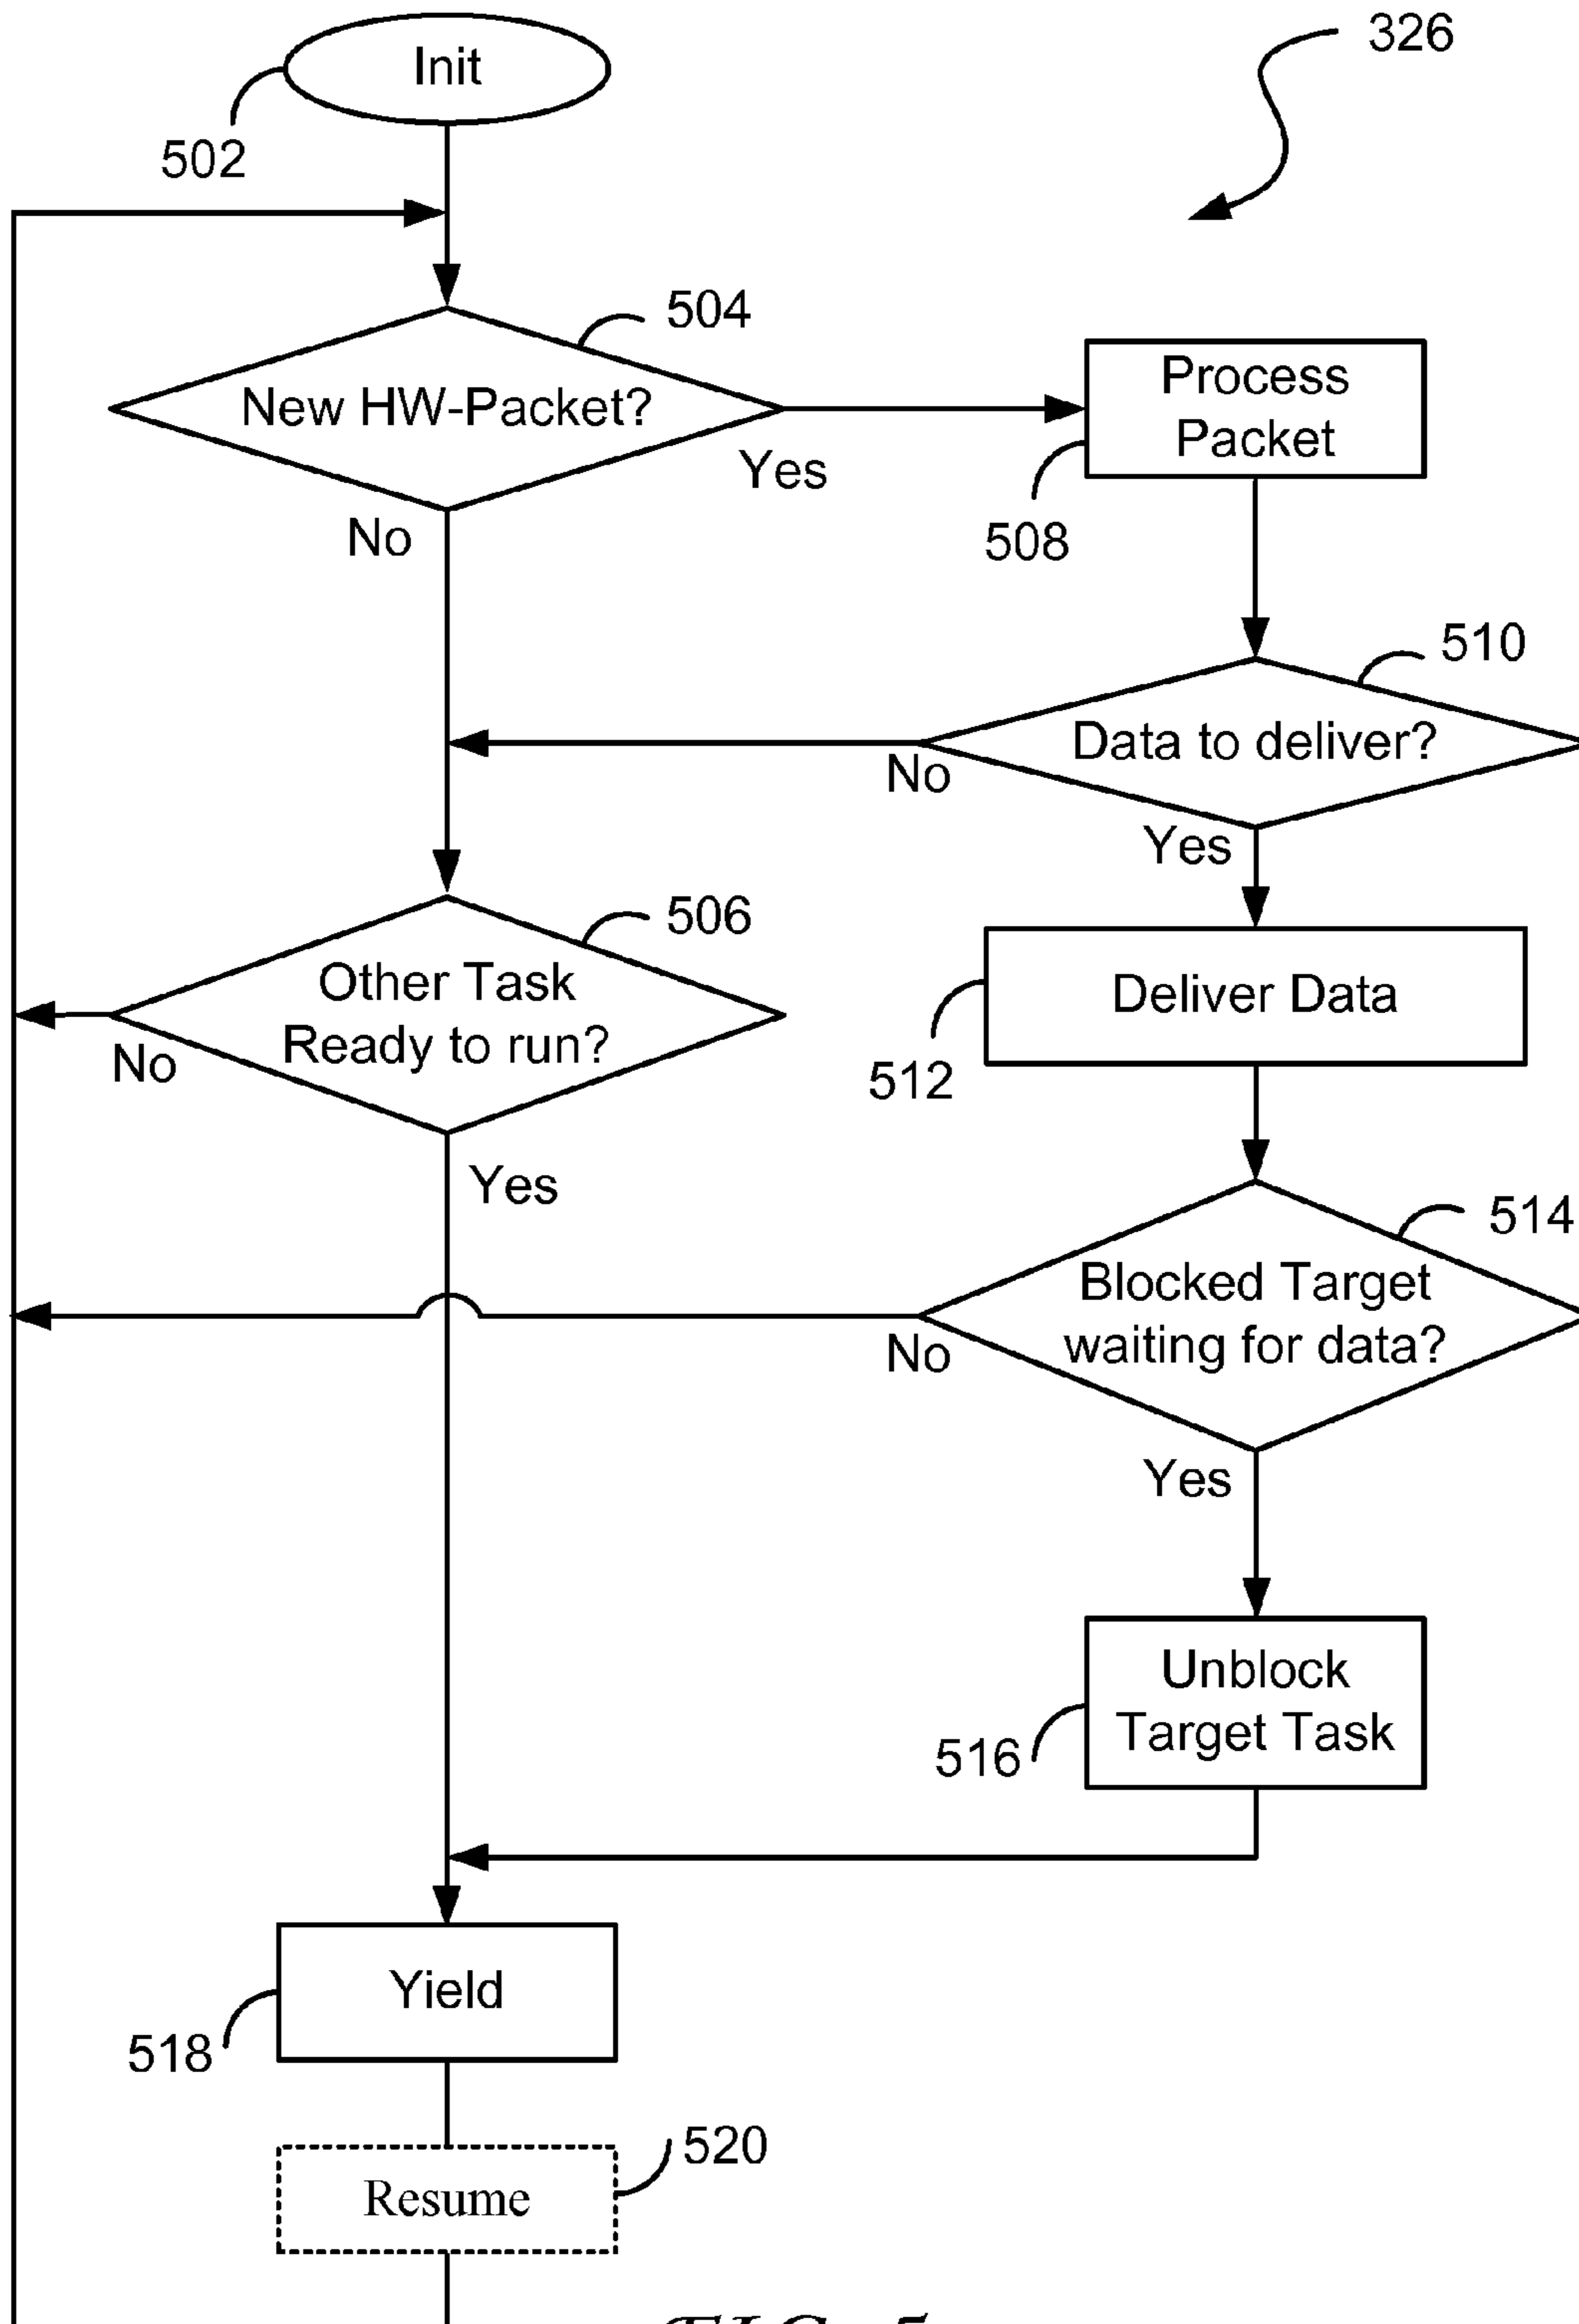 326
Init
502
504
New HW-Packet?
Process
Packet
Yes
No
508
510
Data to deliver?
No
Yes
506
Other Task
Ready to run?
Deliver Data
No
512
Yes
514
Blocked Target
waiting for data?
No
Yes
Unblock
Target Task
516
Yield
518
520
Resume